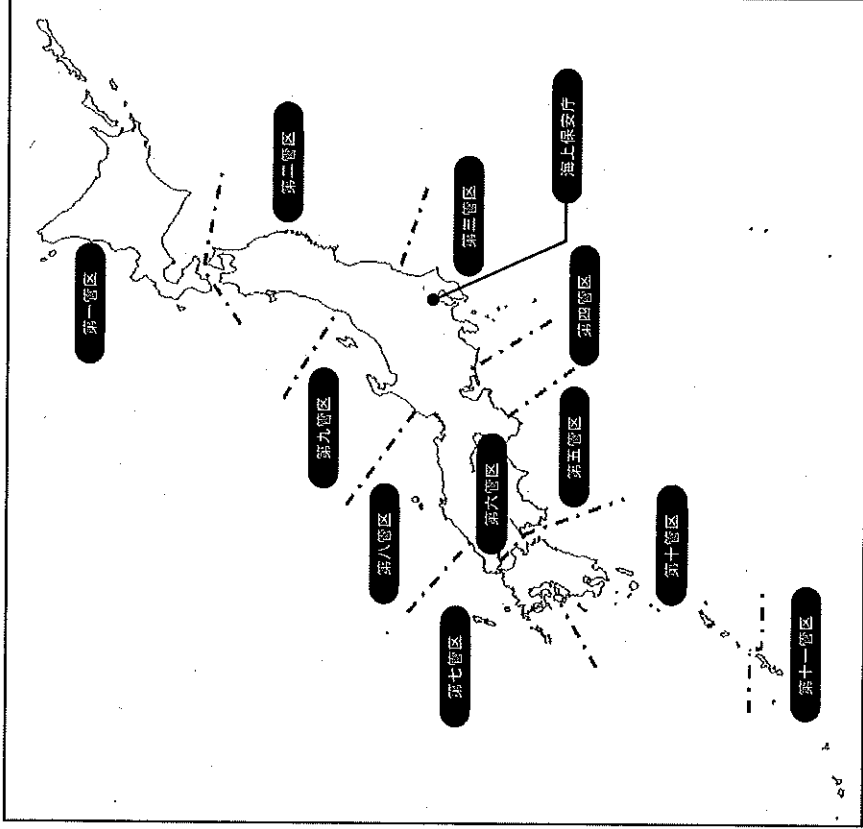 第一管区
第二管区
第三管区
海上保安庁
第四管区
第五管区
第六管区
第七管区
第八管区
第九管区
第十管区
第十一管区